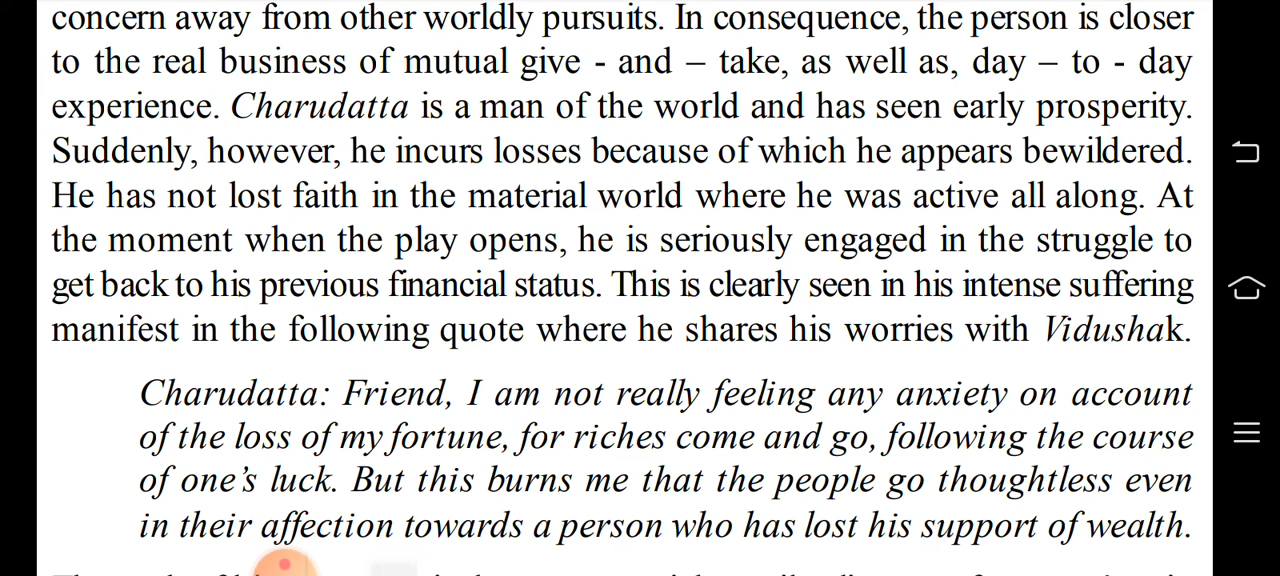 concern away from other worldly pursuits. In consequence, the person is closer
to the real business of mutual give - and – take, as well as, day – to - day
experience. Charudatta is a man of the world and has seen early prosperity.
Suddenly, however, he incurs losses because of which he appears bewildered.
He has not lost faith in the material world where he was active all along. At
the moment when the play opens, he is seriously engaged in the struggle to
get back to his previous financial status. This is clearly seen in his intense suffering
manifest in the following quote where he shares his worries with Vidushak.
Charudatta: Friend, I am not really feeling any anxiety on account
of the loss of my fortune, for riches come and go, following the course
of one's luck. But this burns me that the people go thoughtless even
in their affection towards a person who has lost his support of wealth.